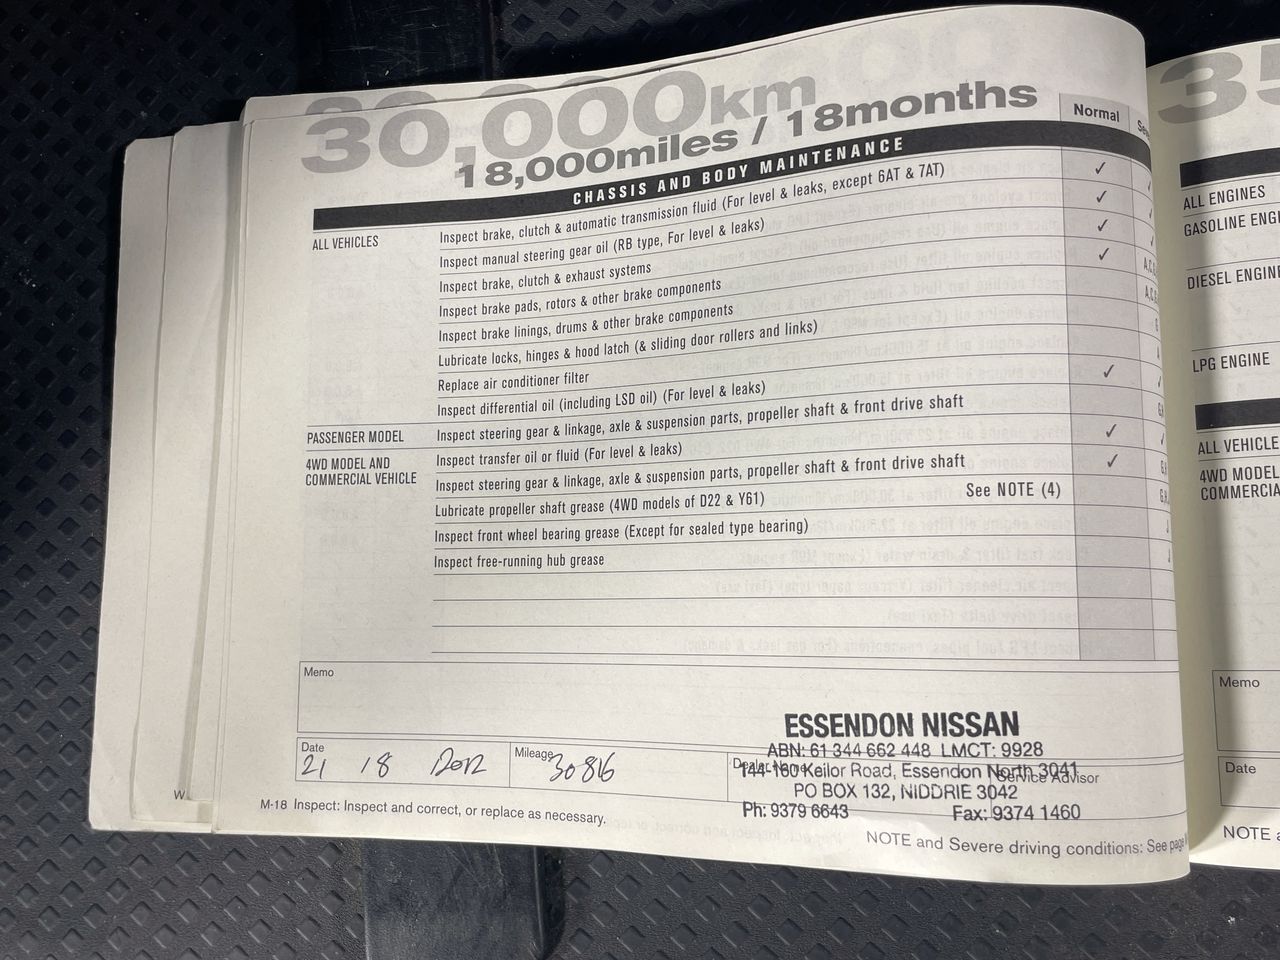 30,000km
18,000miles / 18months
Normal
CHASSIS AND BODY MAINTENANCE
ALL VEHICLES
Inspect brake, clutch & automatic transmission fluid (For level & leaks, except 6AT & 7AT) ✓
Inspect manual steering gear oil (RB type, For level & leaks) ✓
Inspect brake, clutch & exhaust systems ✓
Inspect brake pads, rotors & other brake components ✓
Inspect brake linings, drums & other brake components
Lubricate locks, hinges & hood latch (& sliding door rollers and links)
Replace air conditioner filter
Inspect differential oil (including LSD oil) (For level & leaks) ✓
PASSENGER MODEL
Inspect steering gear & linkage, axle & suspension parts, propeller shaft & front drive shaft
4WD MODEL AND
COMMERCIAL VEHICLE
Inspect transfer oil or fluid (For level & leaks) ✓
Inspect steering gear & linkage, axle & suspension parts, propeller shaft & front drive shaft ✓
Lubricate propeller shaft grease (4WD models of D22 & Y61) See NOTE (4)
Inspect front wheel bearing grease (Except for sealed type bearing)
Inspect free-running hub grease
Memo
Date
21 18 2012
Mileage
30816
Dealer Name
Service Advisor
ESSENDON NISSAN
ABN: 61 344 662 448 LMCT: 9928
144-160 Keilor Road, Essendon North 3041
PO BOX 132, NIDDRIE 3042
Ph: 9379 6643 Fax: 9374 1460
M-18 Inspect: Inspect and correct, or replace as necessary.
NOTE and Severe driving conditions: See page
35
ALL ENGINES
GASOLINE ENGI
DIESEL ENGINE
LPG ENGINE
ALL VEHICLE
4WD MODEL
COMMERCIA
Memo
Date
NOTE